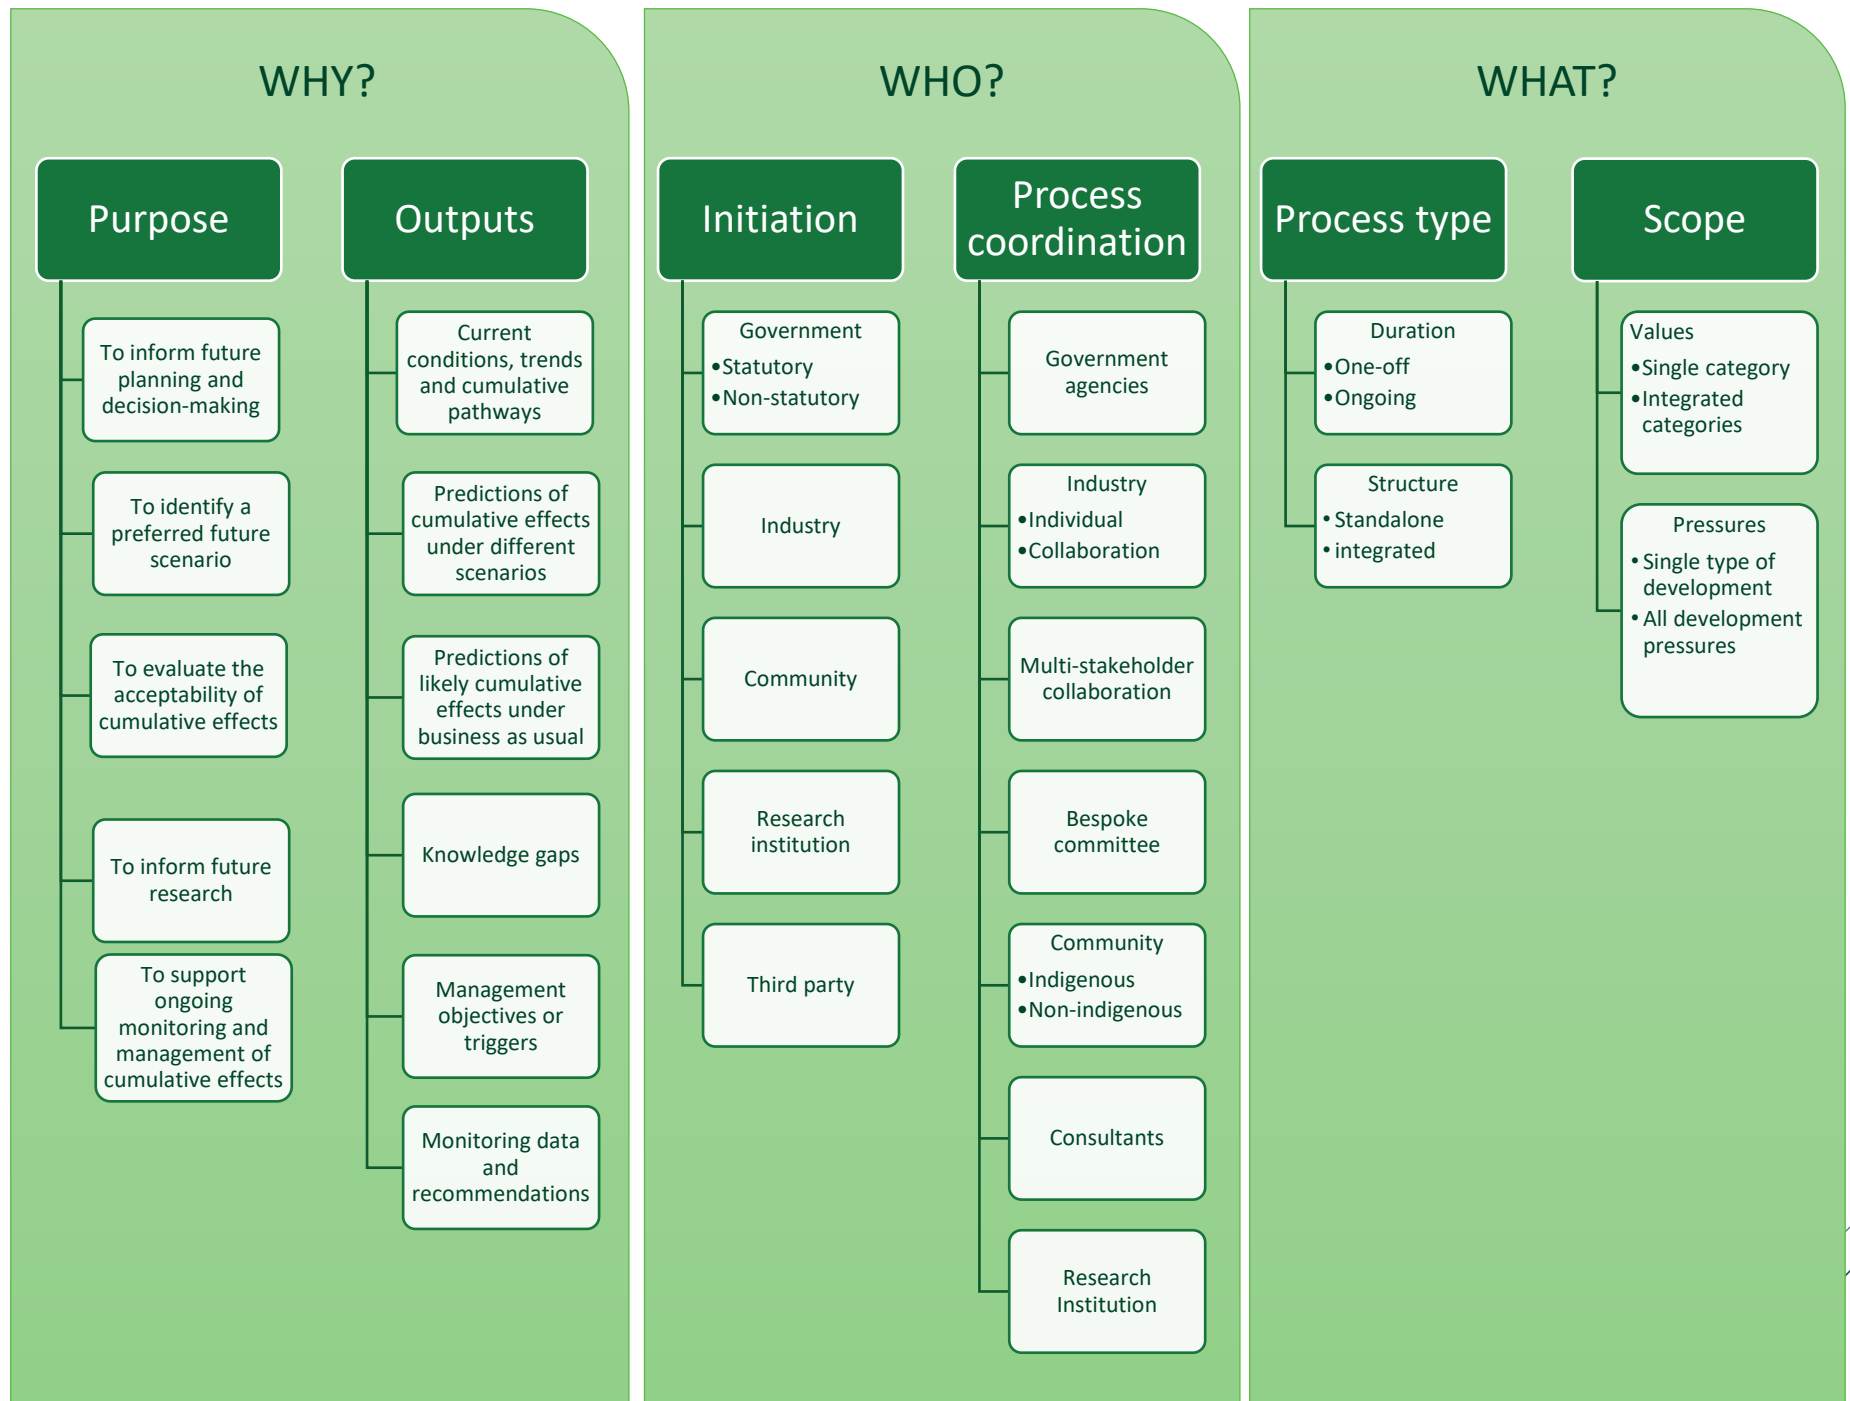 WHY?
Purpose
To inform future
planning and
decision-making
To identify a
preferred future
scenario
To evaluate the
acceptability of
cumulative effects
To inform future
research
To support
ongoing
monitoring and
management of
cumulative effects
Outputs
Current
conditions, trends
and cumulative
pathways
Predictions of
cumulative effects
under different
scenarios
Predictions of
likely cumulative
effects under
business as usual
Knowledge gaps
Management
objectives or
triggers
Monitoring data
and
recommendations
WHO?
Initiation
Government
•Statutory
•Non-statutory
Industry
Community
Research
institution
Third party
Process
coordination
Government
agencies
Industry
•Individual
•Collaboration
Multi-stakeholder
collaboration
Bespoke
committee
Community
•Indigenous
•Non-indigenous
Consultants
Research
Institution
WHAT?
Process type
Duration
•One-off
•Ongoing
Structure
• Standalone
• integrated
Scope
Values
•Single category
•Integrated
categories
Pressures
• Single type of
development
• All development
pressures